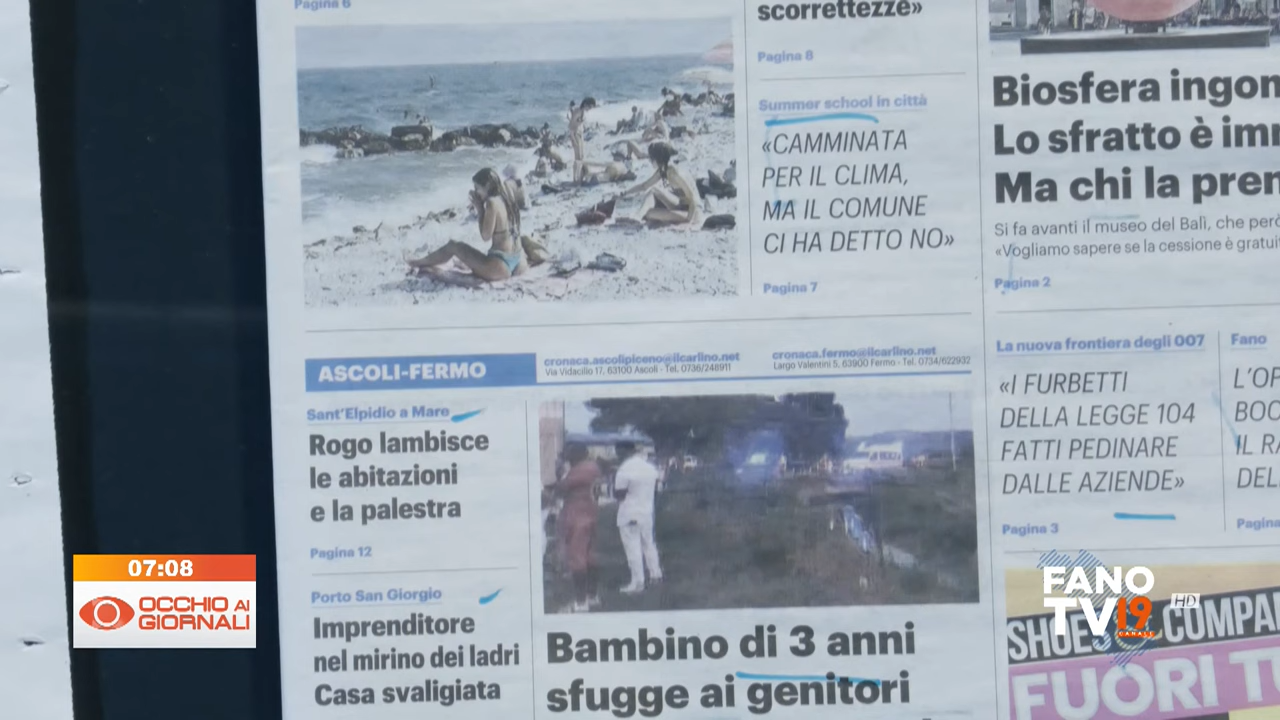 Pagina 6
scorrettezze»
Pagina 8
Summer school in città
«CAMMINATA
PER IL CLIMA,
MA IL COMUNE
CI HA DETTO NO»
Pagina 7
Biosfera ingon
Lo sfratto è imm
Ma chi la pren
Si fa avanti il museo del Balì, che perc
«Vogliamo sapere se la cessione è gratui
Pagina 2
ASCOLI-FERMO
cronaca.ascolipiceno@ilcarlino.net
Via Vidacilio 17, 63100 Ascoli - Tel. 0736/248911
cronaca.fermo@ilcarlino.net
Largo Valentini 5, 63900 Fermo - Tel. 0734/622932
Sant'Elpidio a Mare
Rogo lambisce
le abitazioni
e la palestra
Pagina 12
Porto San Giorgio
Imprenditore
nel mirino dei ladri
Casa svaligiata
Bambino di 3 anni
sfugge ai genitori
La nuova frontiera degli 007
«I FURBETTI
DELLA LEGGE 104
FATTI PEDINARE
DALLE AZIENDE»
Pagina 3
Fano
L'OP
BOC
IL RA
DEL
Pagina
SHOES COMPA
FUORI T
07:08
OCCHIO AI
GIORNALI
FANO
TV19
CANALE
HD